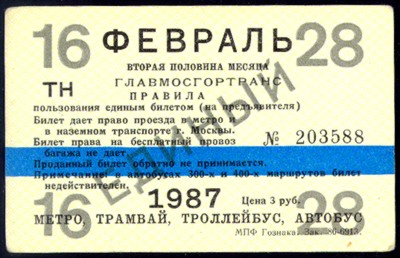 16 ФЕВРАЛЬ 28
ВТОРАЯ ПОЛОВИНА МЕСЯЦА
ТН ГЛАВМОСГОРТРАНС
ПРАВИЛА
пользования единым билетом (на предъявителя)
Билет дает право проезда в метро и
в наземном транспорте г. Москвы.
Билет права на бесплатный провоз
багажа не дает.
№ 203588
Проданный билет обратно не принимается.
Примечание: в автобусах 300-х и 400-х маршрутов билет
недействителен.
ЕДИНЫЙ
16 1987 Цена 3 руб. 28
МЕТРО, ТРАМВАЙ, ТРОЛЛЕЙБУС, АВТОБУС
МПФ Гознака. Зак. 80-6913.